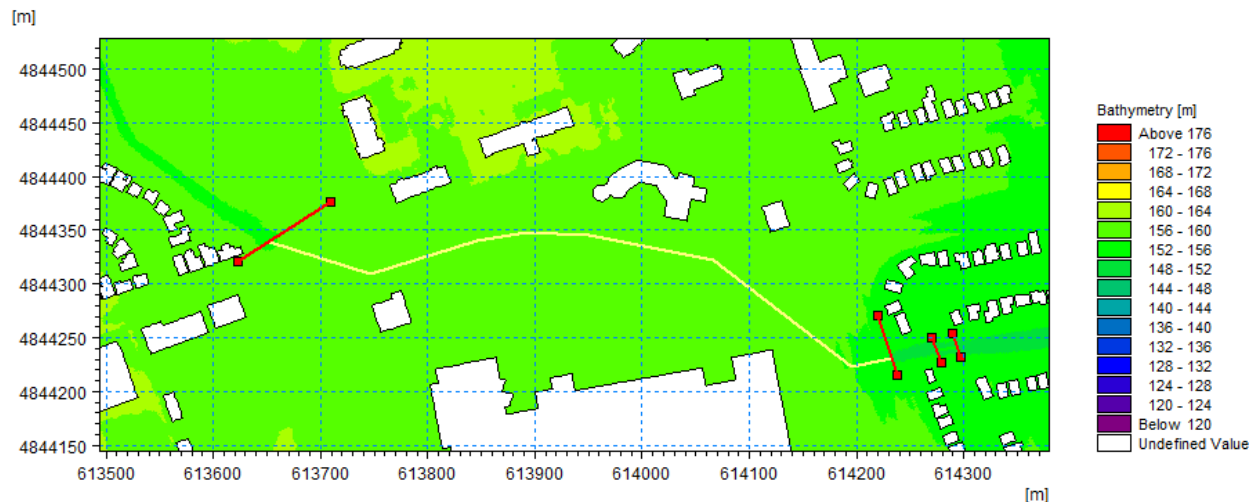 [m]
4844500
4844450
4844400
4844350
4844300
4844250
4844200
4844150
613500 613600 613700 613800 613900 614000 614100 614200 614300
[m]
Bathymetry [m]
Above 176
172 - 176
168 - 172
164 - 168
160 - 164
156 - 160
152 - 156
148 - 152
144 - 148
140 - 144
136 - 140
132 - 136
128 - 132
124 - 128
120 - 124
Below 120
Undefined Value